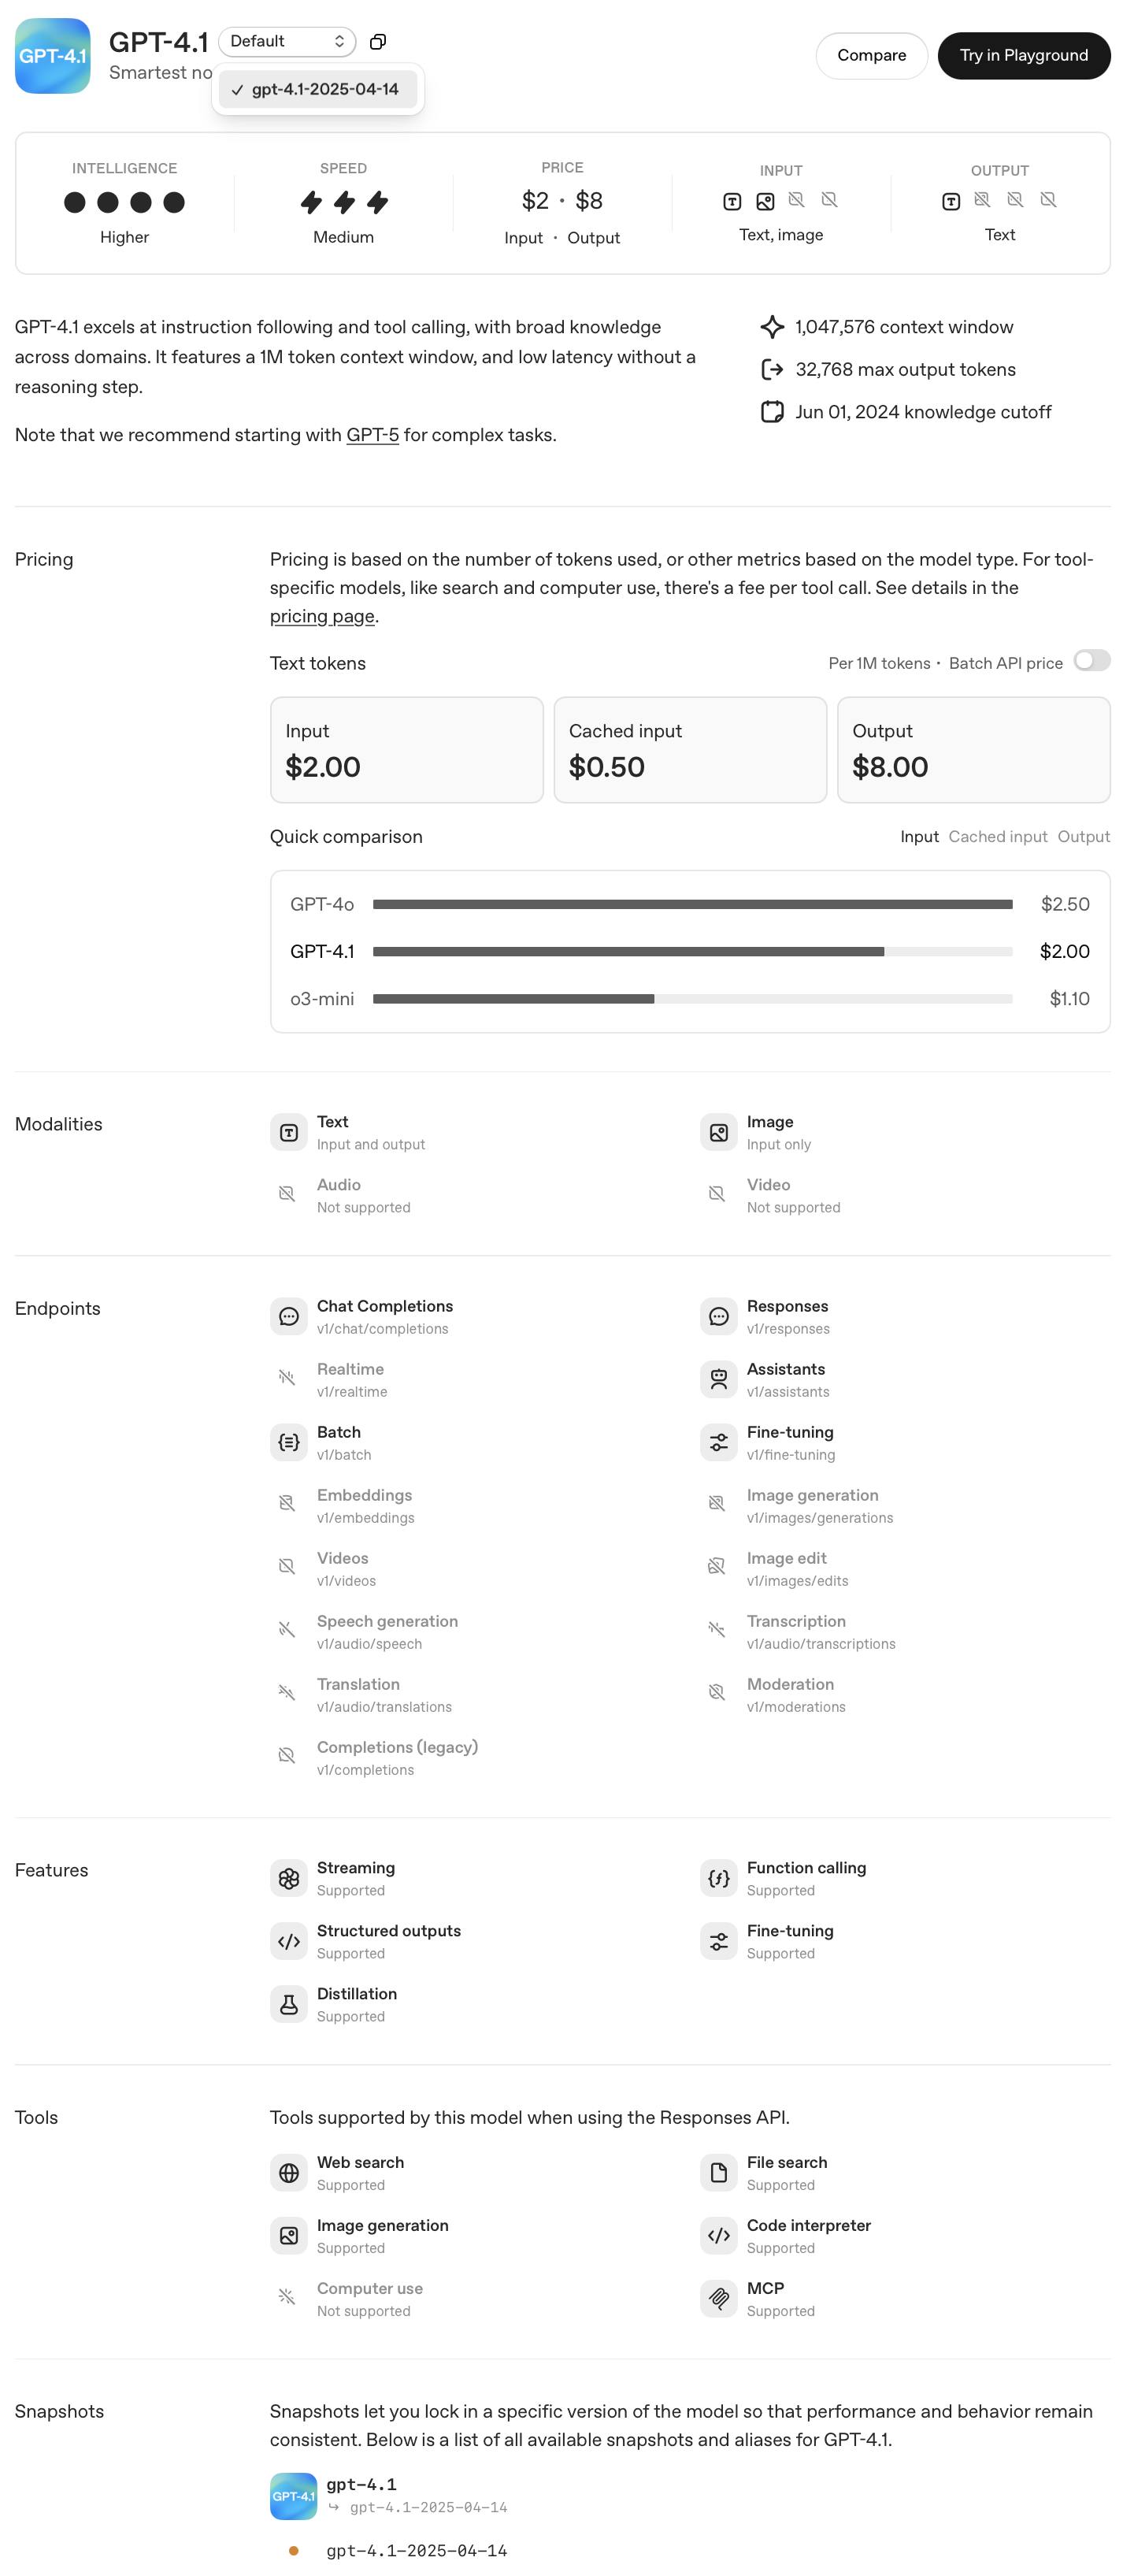 GPT-4.1
GPT-4.1
Default
Smartest no
gpt-4.1-2025-04-14
Compare
Try in Playground
INTELLIGENCE
Higher
SPEED
Medium
PRICE
$2 • $8
Input • Output
INPUT
Text, image
OUTPUT
Text
GPT-4.1 excels at instruction following and tool calling, with broad knowledge
across domains. It features a 1M token context window, and low latency without a
reasoning step.
Note that we recommend starting with GPT-5 for complex tasks.
1,047,576 context window
32,768 max output tokens
Jun 01, 2024 knowledge cutoff
Pricing
Pricing is based on the number of tokens used, or other metrics based on the model type. For tool-
specific models, like search and computer use, there's a fee per tool call. See details in the
pricing page.
Text tokens
Per 1M tokens • Batch API price
Input
$2.00
Cached input
$0.50
Output
$8.00
Quick comparison
Input Cached input Output
GPT-4o $2.50
GPT-4.1 $2.00
o3-mini $1.10
Modalities
Text
Input and output
Image
Input only
Audio
Not supported
Video
Not supported
Endpoints
Chat Completions
v1/chat/completions
Responses
v1/responses
Realtime
v1/realtime
Assistants
v1/assistants
Batch
v1/batch
Fine-tuning
v1/fine-tuning
Embeddings
v1/embeddings
Image generation
v1/images/generations
Videos
v1/videos
Image edit
v1/images/edits
Speech generation
v1/audio/speech
Transcription
v1/audio/transcriptions
Translation
v1/audio/translations
Moderation
v1/moderations
Completions (legacy)
v1/completions
Features
Streaming
Supported
Function calling
Supported
Structured outputs
Supported
Fine-tuning
Supported
Distillation
Supported
Tools
Tools supported by this model when using the Responses API.
Web search
Supported
File search
Supported
Image generation
Supported
Code interpreter
Supported
Computer use
Not supported
MCP
Supported
Snapshots
Snapshots let you lock in a specific version of the model so that performance and behavior remain
consistent. Below is a list of all available snapshots and aliases for GPT-4.1.
GPT-4.1
gpt-4.1
gpt-4.1-2025-04-14
gpt-4.1-2025-04-14